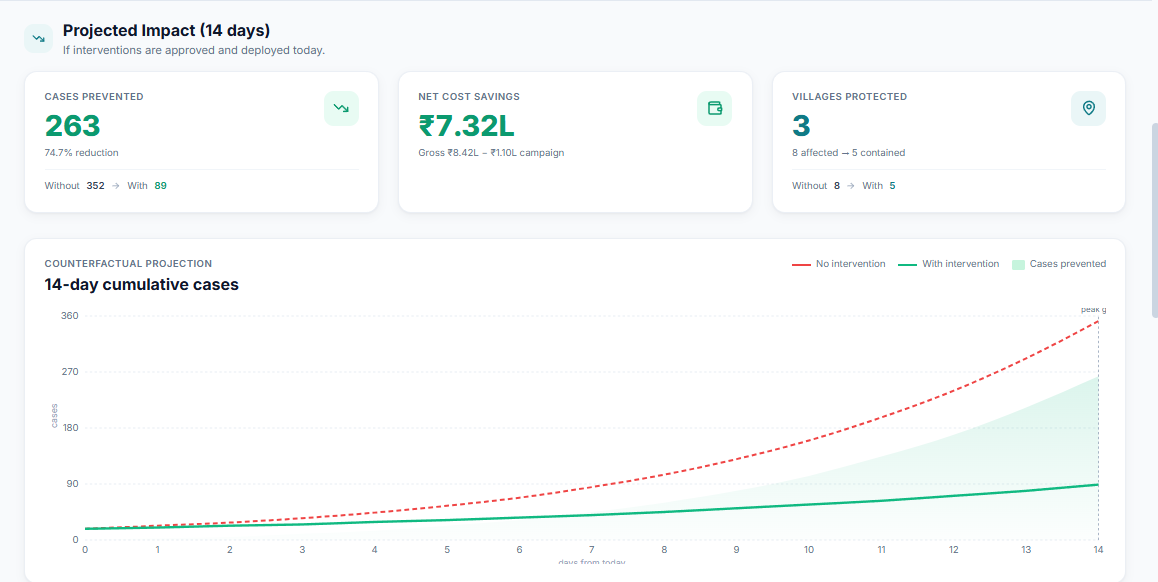 Projected Impact (14 days)
If interventions are approved and deployed today.
CASES PREVENTED
263
74.7% reduction
Without 352 → With 89
NET COST SAVINGS
₹7.32L
Gross ₹8.42L − ₹1.10L campaign
VILLAGES PROTECTED
3
8 affected → 5 contained
Without 8 → With 5
COUNTERFACTUAL PROJECTION
14-day cumulative cases
No intervention With intervention Cases prevented
peak g
360
270
180
90
0
cases
0 1 2 3 4 5 6 7 8 9 10 11 12 13 14
days from today